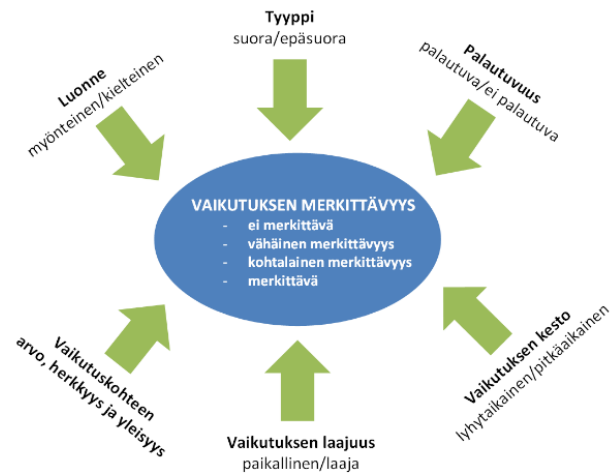 Tyyppi
suora/epäsuora
Luonne
myönteinen/kielteinen
Palautuvuus
palautuva/ei palautuva
VAIKUTUKSEN MERKITTÄVYYS
- ei merkittävä
- vähäinen merkittävyys
- kohtalainen merkittävyys
- merkittävä
Vaikutuskohteen
arvo, herkkyys ja yleisyys
Vaikutuksen laajuus
paikallinen/laaja
Vaikutuksen kesto
lyhytaikainen/pitkäaikainen